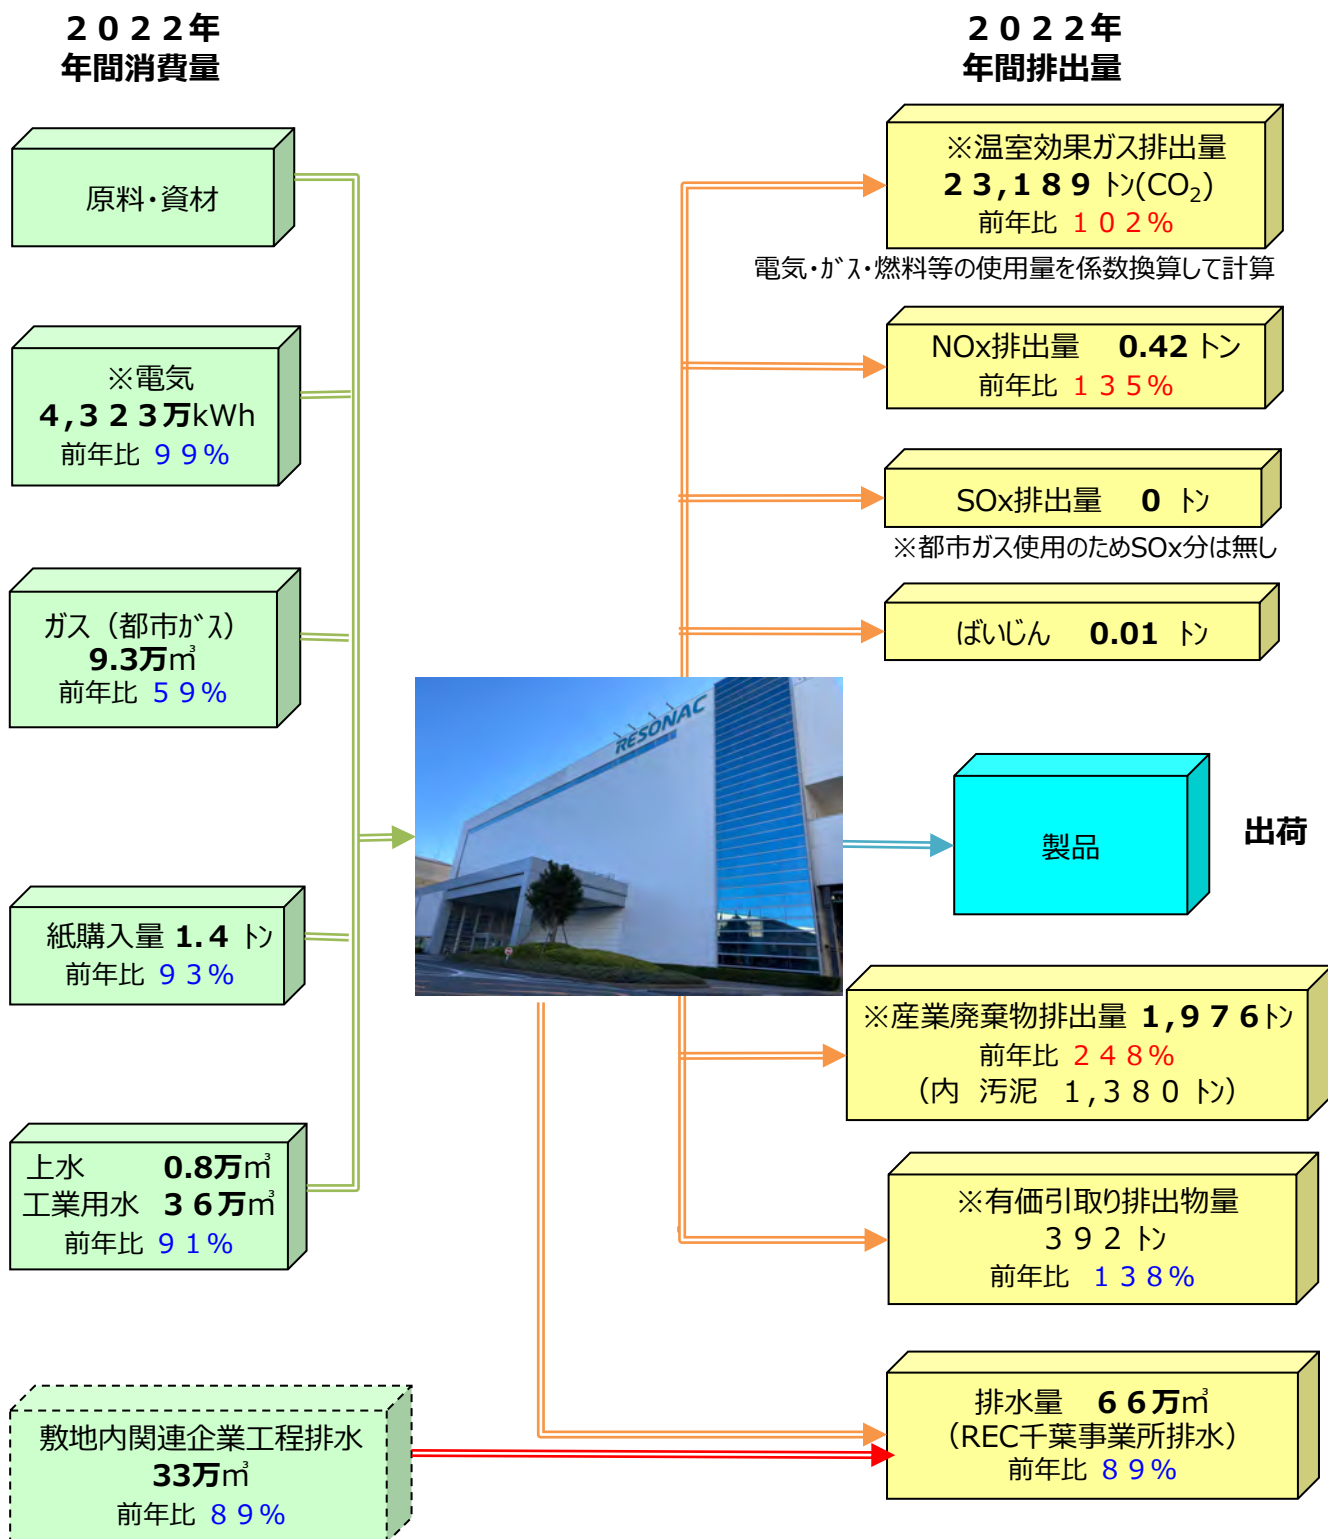 ２０２２年
年間消費量
原料・資材
※電気
４,３２３万kWh
前年比 ９９%
ガス（都市ｶﾞｽ）
9.3万㎥
前年比 ５９%
紙購入量 １.４ ﾄﾝ
前年比 ９３%
上水 0.8万㎥
工業用水 ３６万㎥
前年比 ９１%
敷地内関連企業工程排水
33万㎥
前年比 ８９%
RESONAC
２０２２年
年間排出量
※温室効果ガス排出量
２３,１８９ ﾄﾝ(CO₂)
前年比 １０２%
電気・ｶﾞｽ・燃料等の使用量を係数換算して計算
NOx排出量 0.42 トン
前年比 １３５%
SOx排出量 0 ﾄﾝ
※都市ガス使用のためSOx分は無し
ばいじん 0.01 ﾄﾝ
製品
出荷
※産業廃棄物排出量 １,９７６ﾄﾝ
前年比 ２４８%
（内 汚泥 １,３８０ ﾄﾝ）
※有価引取り排出物量
３９２ ﾄﾝ
前年比 １３８%
排水量 ６６万㎥
（REC千葉事業所排水）
前年比 ８９%